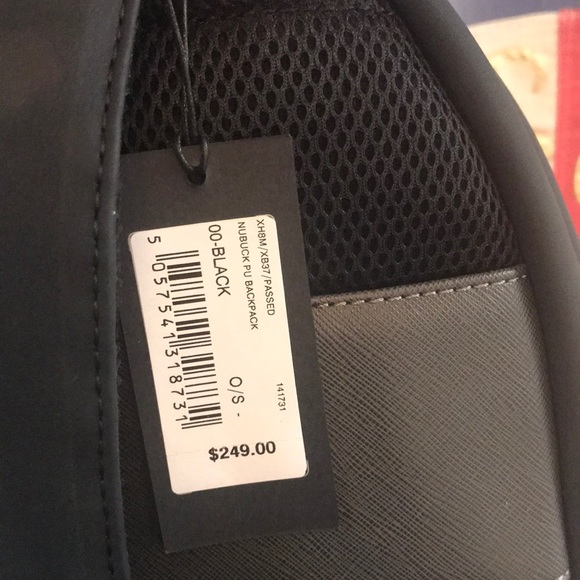 XH8M/XB37/PASSED
NUBUCK PU BACKPACK
141731
00-BLACK
O/S -
5 057541 318731
$249.00